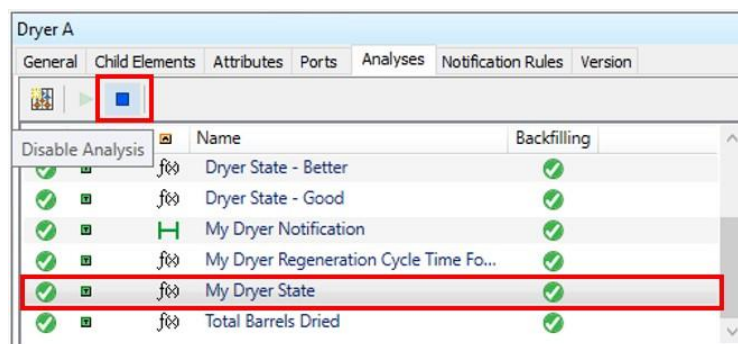 Dryer A
General Child Elements Attributes Ports Analyses Notification Rules Version
Disable Analysis
Name Backfilling
f(x) Dryer State - Better
f(x) Dryer State - Good
My Dryer Notification
f(x) My Dryer Regeneration Cycle Time Fo...
f(x) My Dryer State
f(x) Total Barrels Dried